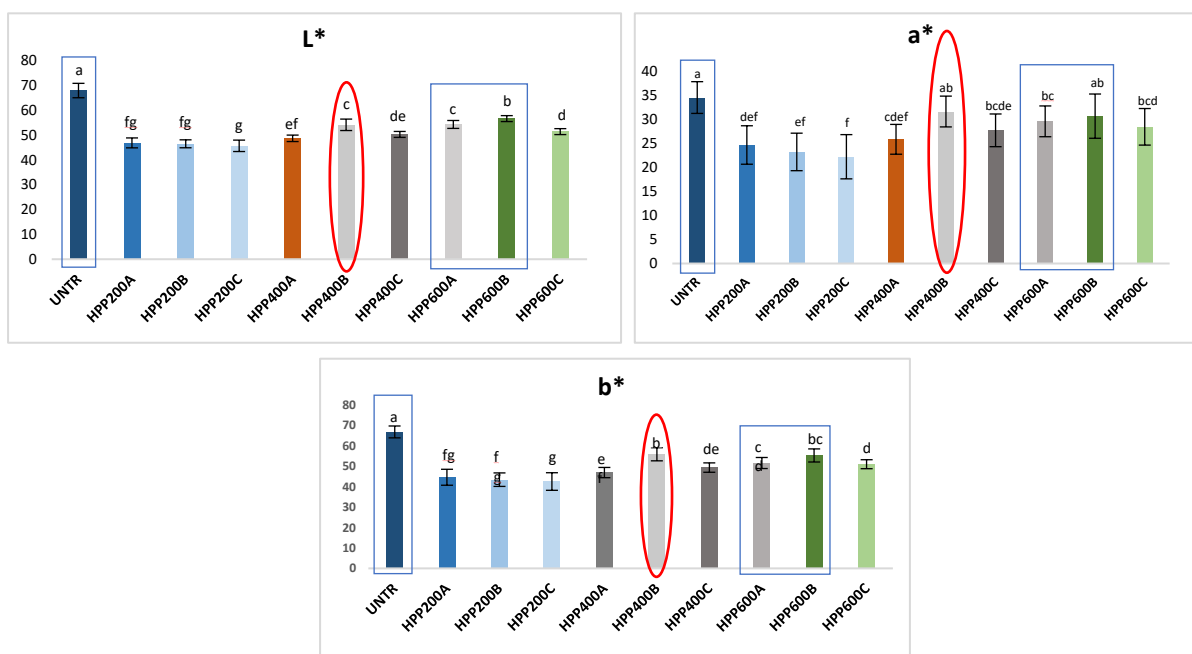 L*
80
70
60
50
40
30
20
10
0
a
fg
fg
g
ef
c
de
c
b
d
UNTR
HPP200A
HPP200B
HPP200C
HPP400A
HPP400B
HPP400C
HPP600A
HPP600B
HPP600C
a*
40
35
30
25
20
15
10
5
0
a
def
ef
f
cdef
ab
bcde
bc
ab
bcd
UNTR
HPP200A
HPP200B
HPP200C
HPP400A
HPP400B
HPP400C
HPP600A
HPP600B
HPP600C
b*
80
70
60
50
40
30
20
10
0
a
fg
f
g
g
e
f
b
de
c
d
bc
d
UNTR
HPP200A
HPP200B
HPP200C
HPP400A
HPP400B
HPP400C
HPP600A
HPP600B
HPP600C